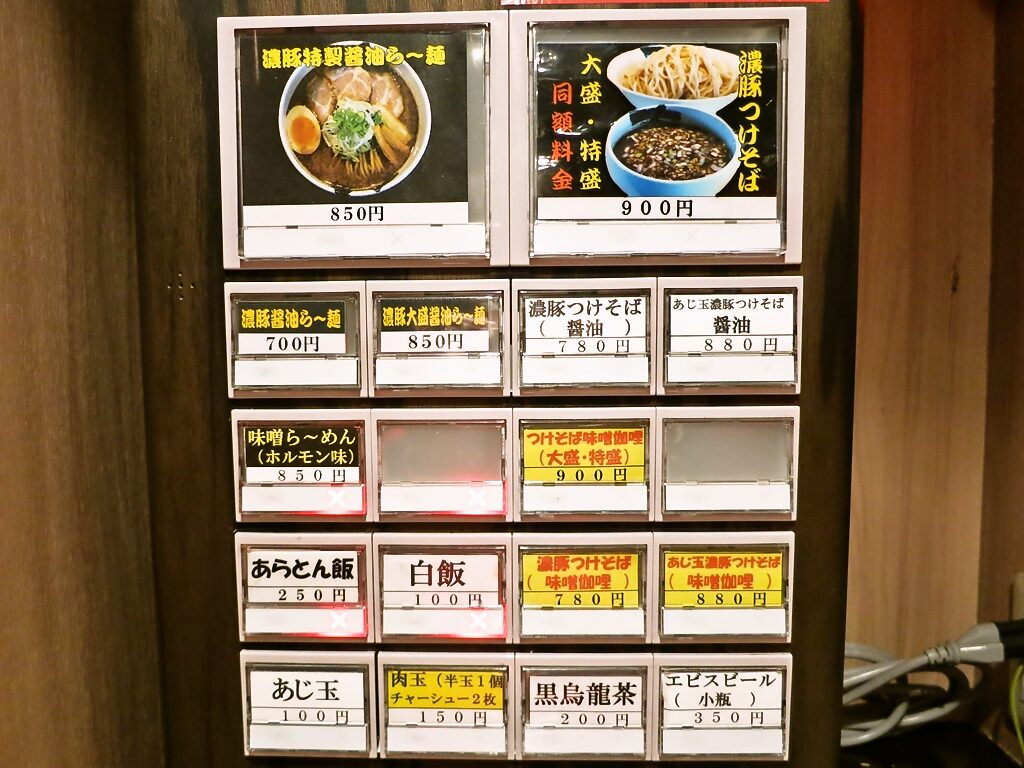 濃豚特製醤油ら〜麺
850円
濃豚つけそば
大盛・特盛
同額料金
900円
濃豚醤油ら〜麺
700円
濃豚大盛醤油ら〜麺
850円
濃豚つけそば
(醤油)
780円
あじ玉濃豚つけそば
醤油
880円
味噌ら〜めん
(ホルモン味)
850円
×
×
つけそば味噌伽哩
(大盛・特盛)
900円
あらとん飯
250円
×
白飯
100円
×
濃豚つけそば
(味噌伽哩)
780円
あじ玉濃豚つけそば
(味噌伽哩)
880円
あじ玉
100円
肉玉(半玉1個
チャーシュー2枚
150円
黒烏龍茶
200円
エビスビール
(小瓶)
350円